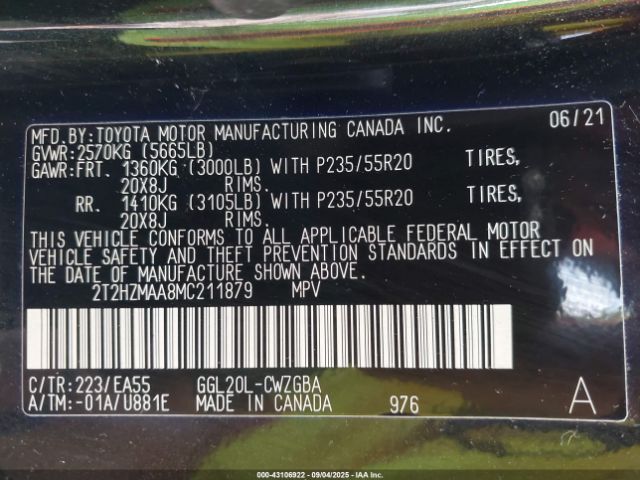 MFD. BY: TOYOTA MOTOR MANUFACTURING CANADA INC. 06/21
GVWR: 2570KG (5665LB)
GAWR: FRT. 1360KG (3000LB) WITH P235/55R20 TIRES,
20X8J RIMS.
RR. 1410KG (3105LB) WITH P235/55R20 TIRES,
20X8J RIMS.
THIS VEHICLE CONFORMS TO ALL APPLICABLE FEDERAL MOTOR
VEHICLE SAFETY AND THEFT PREVENTION STANDARDS IN EFFECT ON
THE DATE OF MANUFACTURE SHOWN ABOVE.
2T2HZMAA8MC211879 MPV
C/TR: 223/EA55 GGL20L-CWZGBA
A/TM: -01A/U881E MADE IN CANADA 976 A
000-43106922 - 09/04/2025 - COPYRIGHT IAA